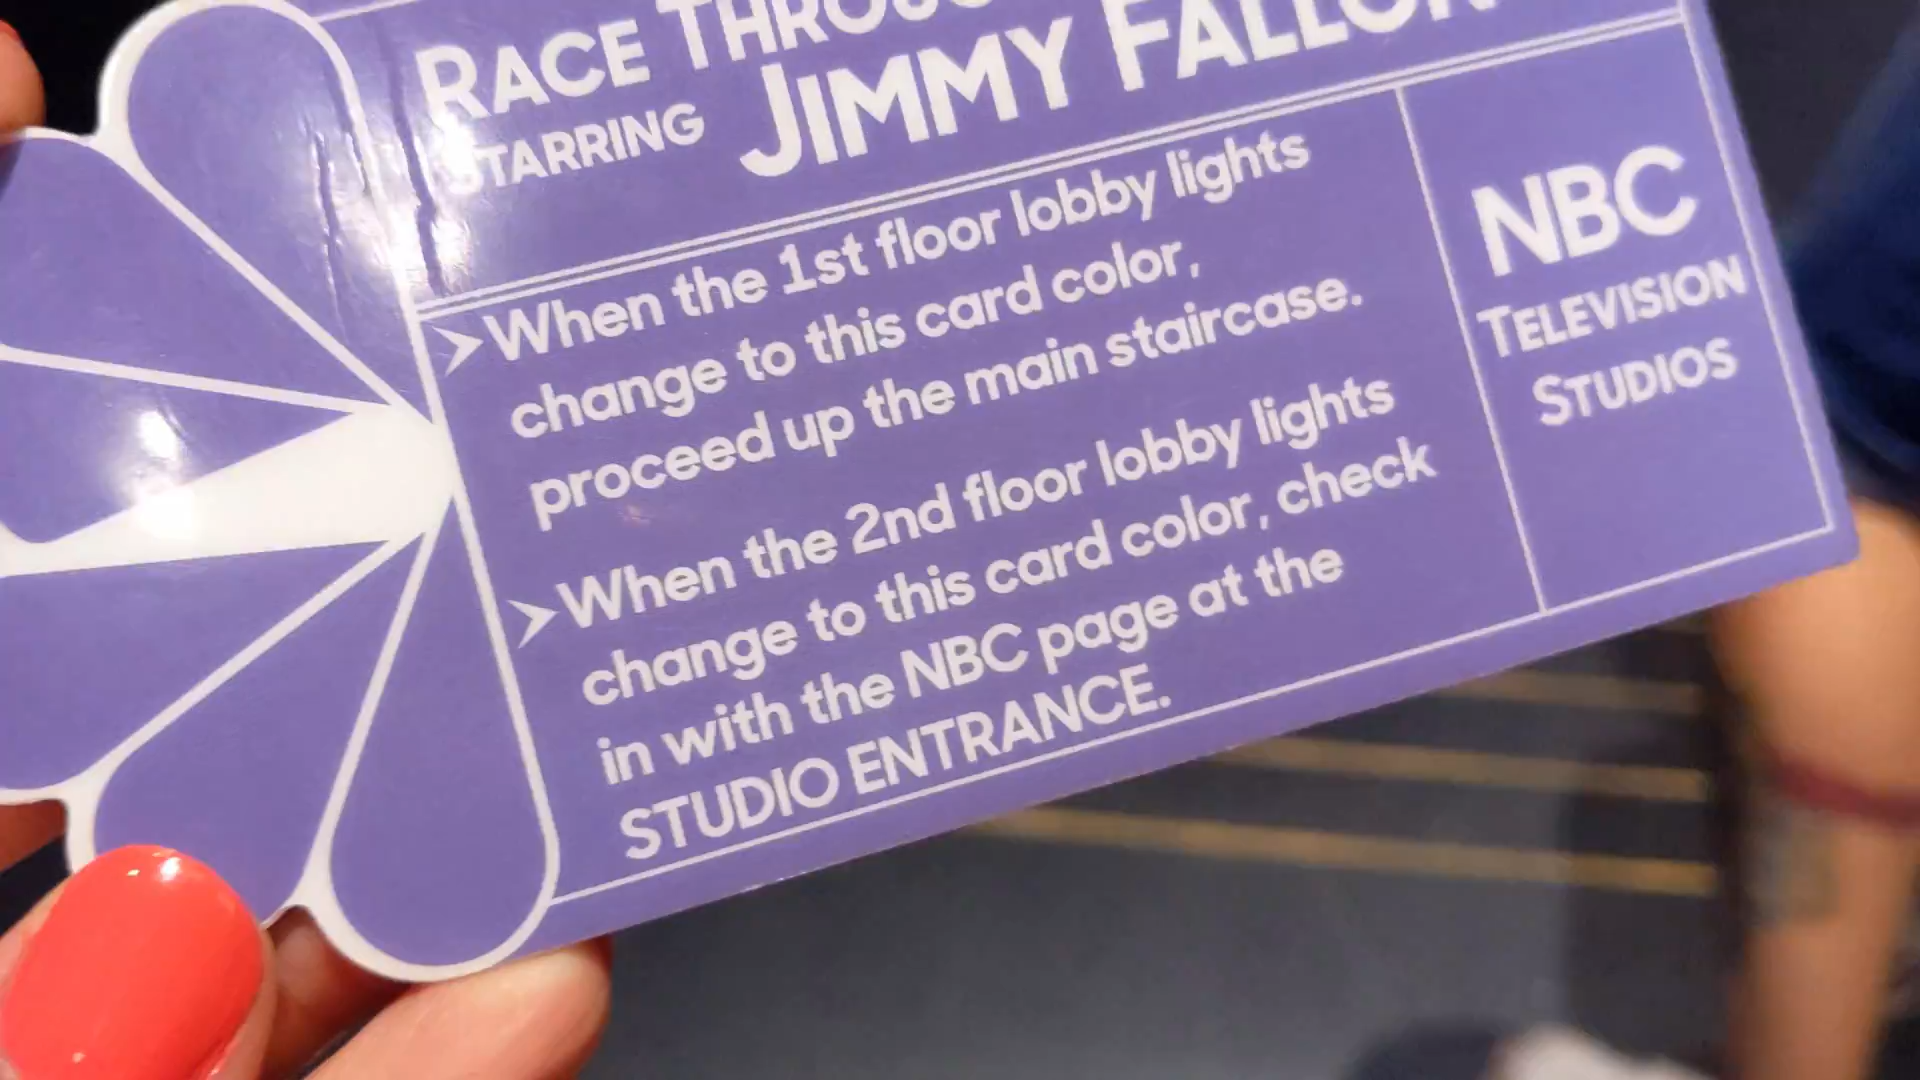 RACE THROU
STARRING JIMMY FALLON
➤When the 1st floor lobby lights
change to this card color,
proceed up the main staircase.
➤When the 2nd floor lobby lights
change to this card color, check
in with the NBC page at the
STUDIO ENTRANCE.
NBC
TELEVISION
STUDIOS